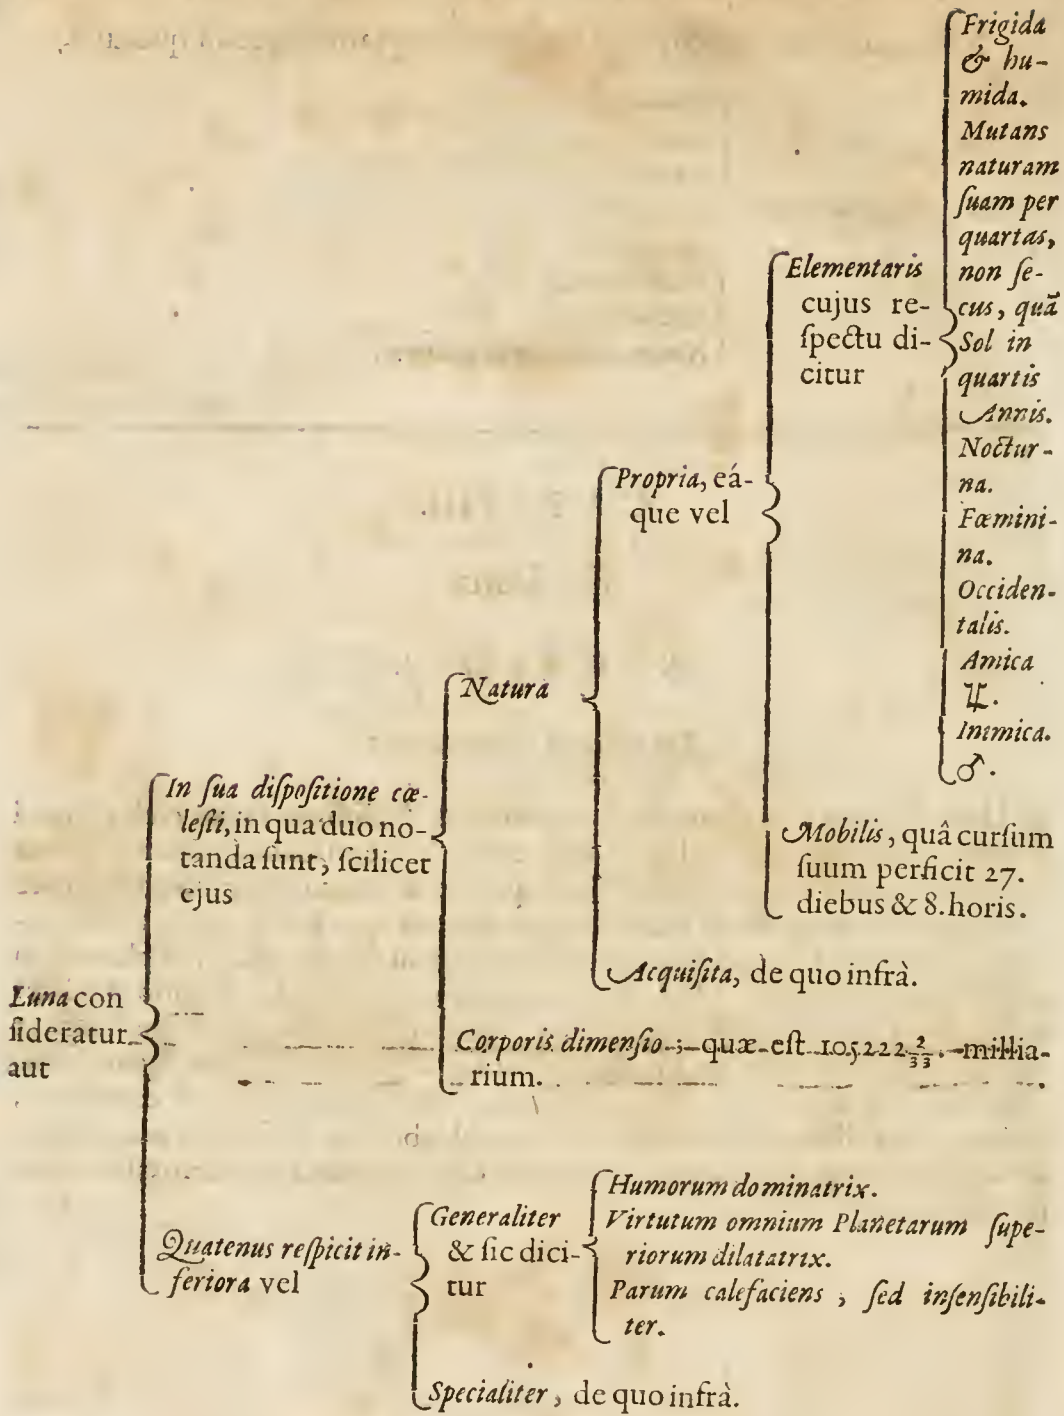 Luna con
ſideratur
aut
In ſua diſpoſitione cœ-
leſti, in qua duo no-
tanda ſunt, ſcilicet
ejus
Natura
Propria, eá-
que vel
Elementaris
cujus re-
ſpectu di-
citur
Frigida
& hu-
mida.
Mutans
naturam
ſuam per
quartas,
non ſe-
cus, quã
Sol in
quartis
Annis.
Noctur-
na.
Fœmini-
na.
Occiden-
talis.
Amica
♃.
Inimica.
♂.
Mobilis, quâ curſum
ſuum perficit 27.
diebus & 8. horis.
Acquiſita, de quo infrà.
Corporis dimenſio; quæ eſt 105222 2/33. millia-
rium.
Quatenus reſpicit in-
feriora vel
Generaliter
& ſic dici-
tur
Humorum dominatrix.
Virtutum omnium Planetarum ſupe-
riorum dilatatrix.
Parum calefaciens, ſed inſenſibili-
ter.
Specialiter, de quo infrà.